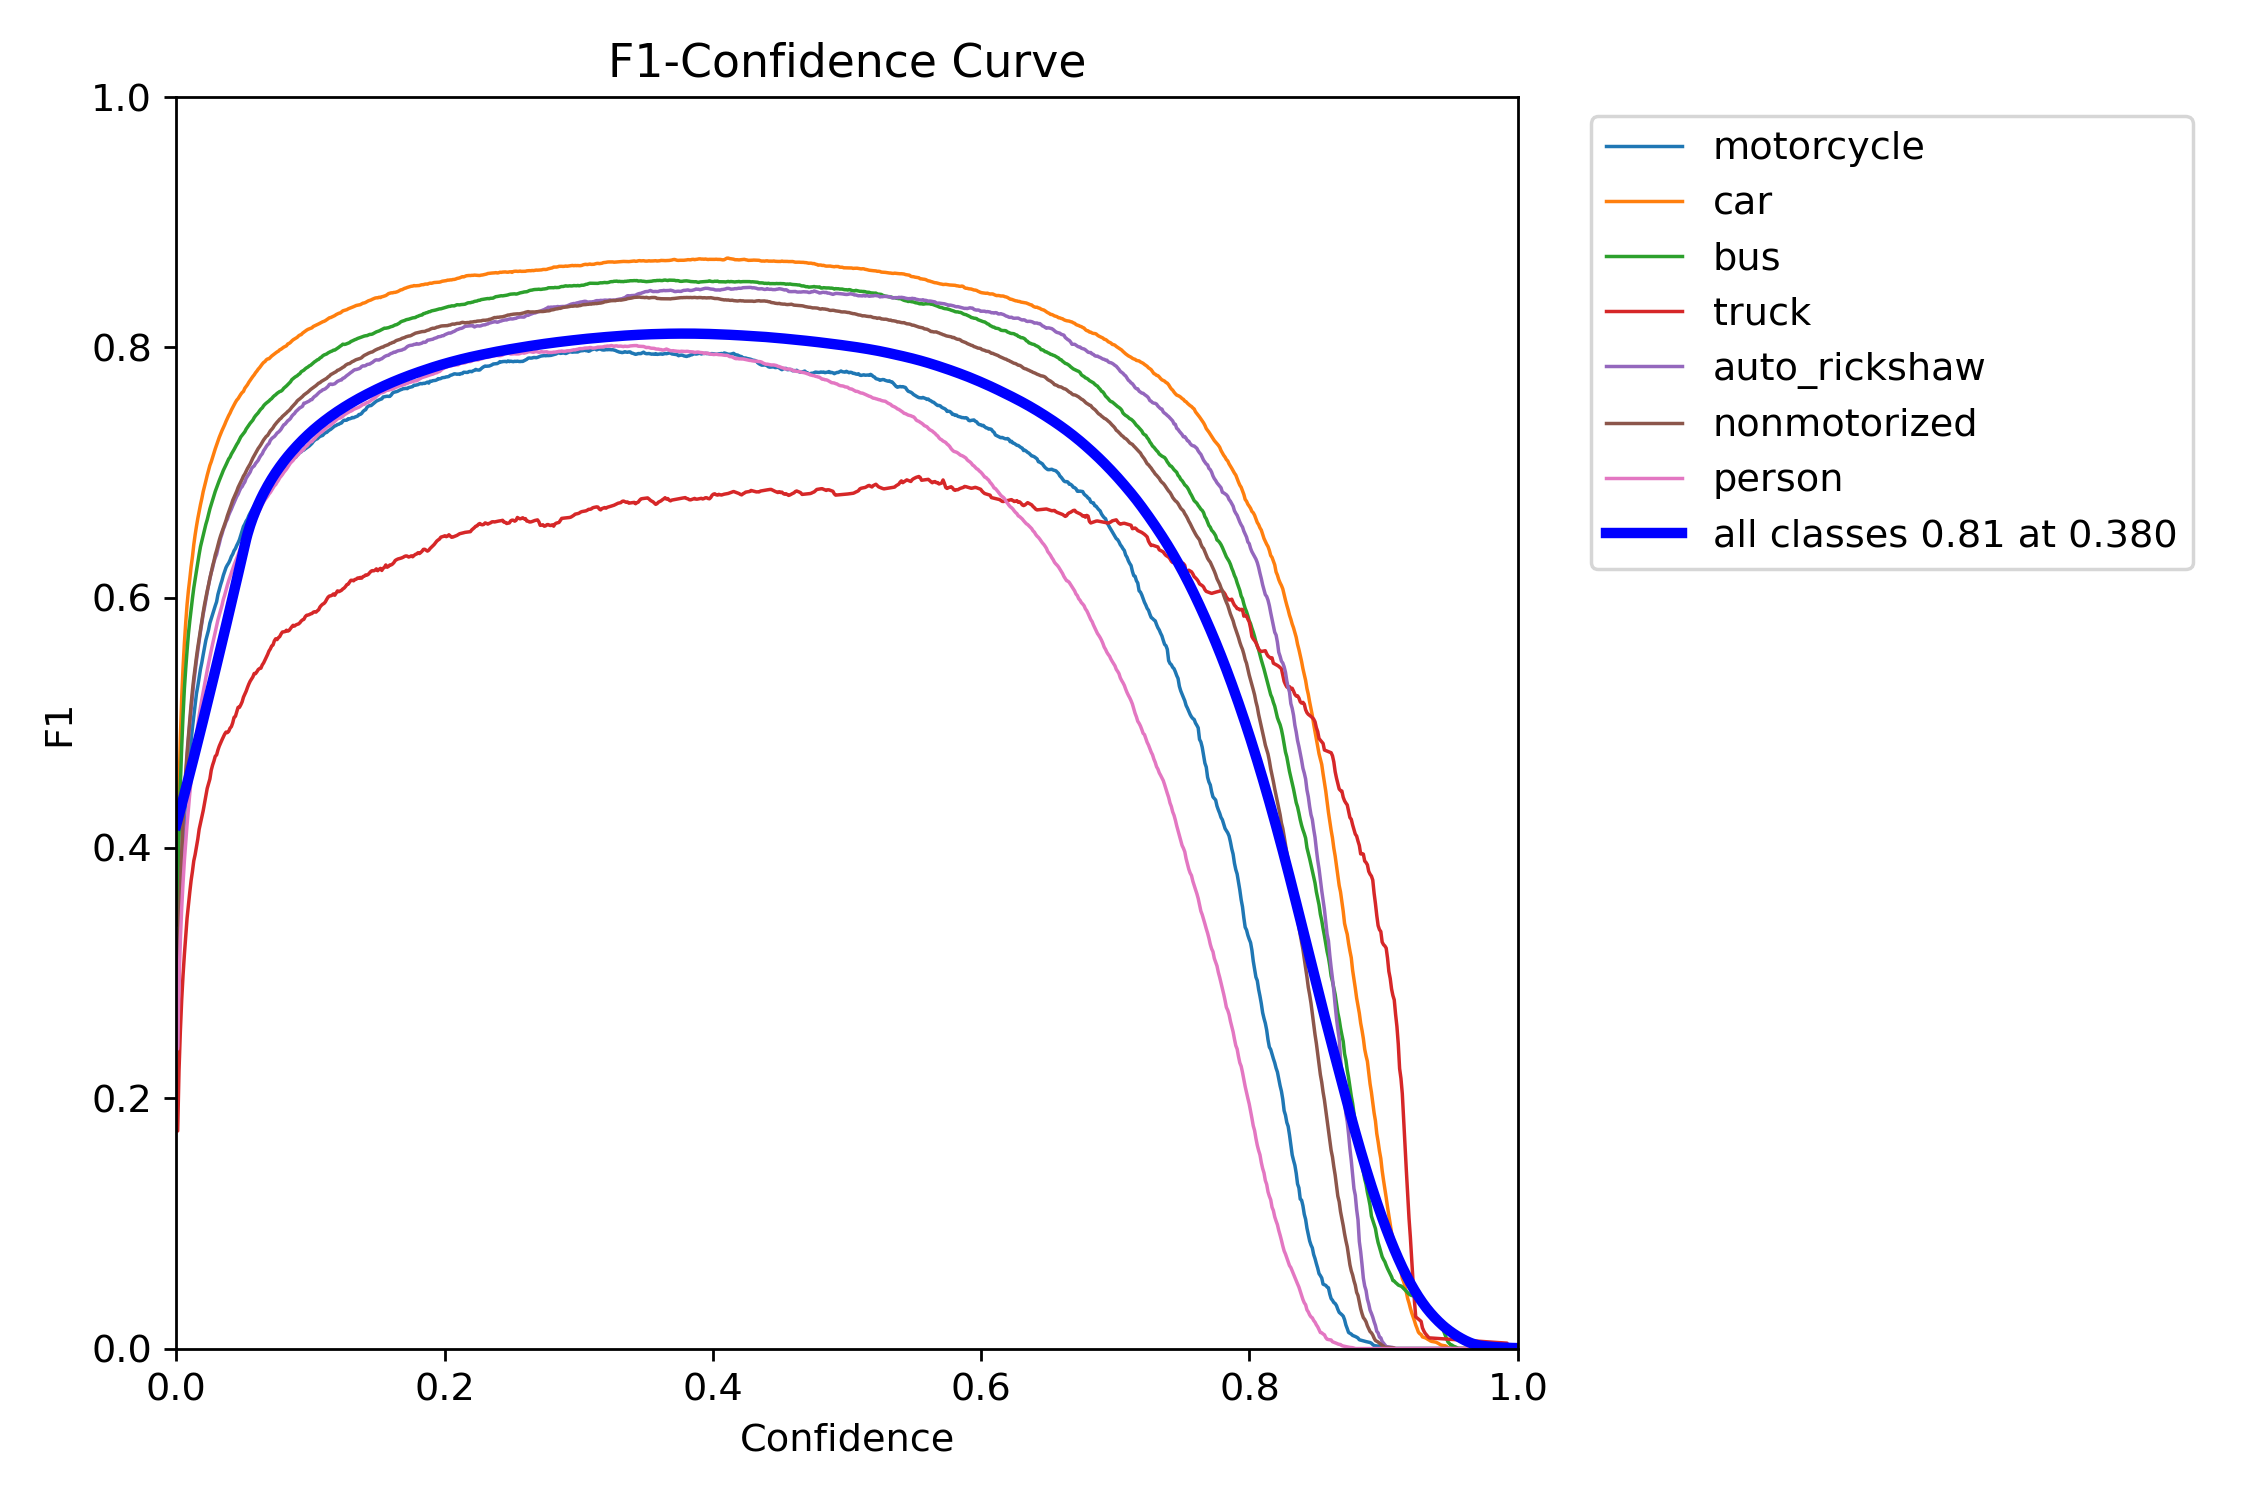 F1-Confidence Curve
1.0
0.8
0.6
0.4
0.2
0.0
F1
0.0 0.2 0.4 0.6 0.8 1.0
Confidence
motorcycle
car
bus
truck
auto_rickshaw
nonmotorized
person
all classes 0.81 at 0.380